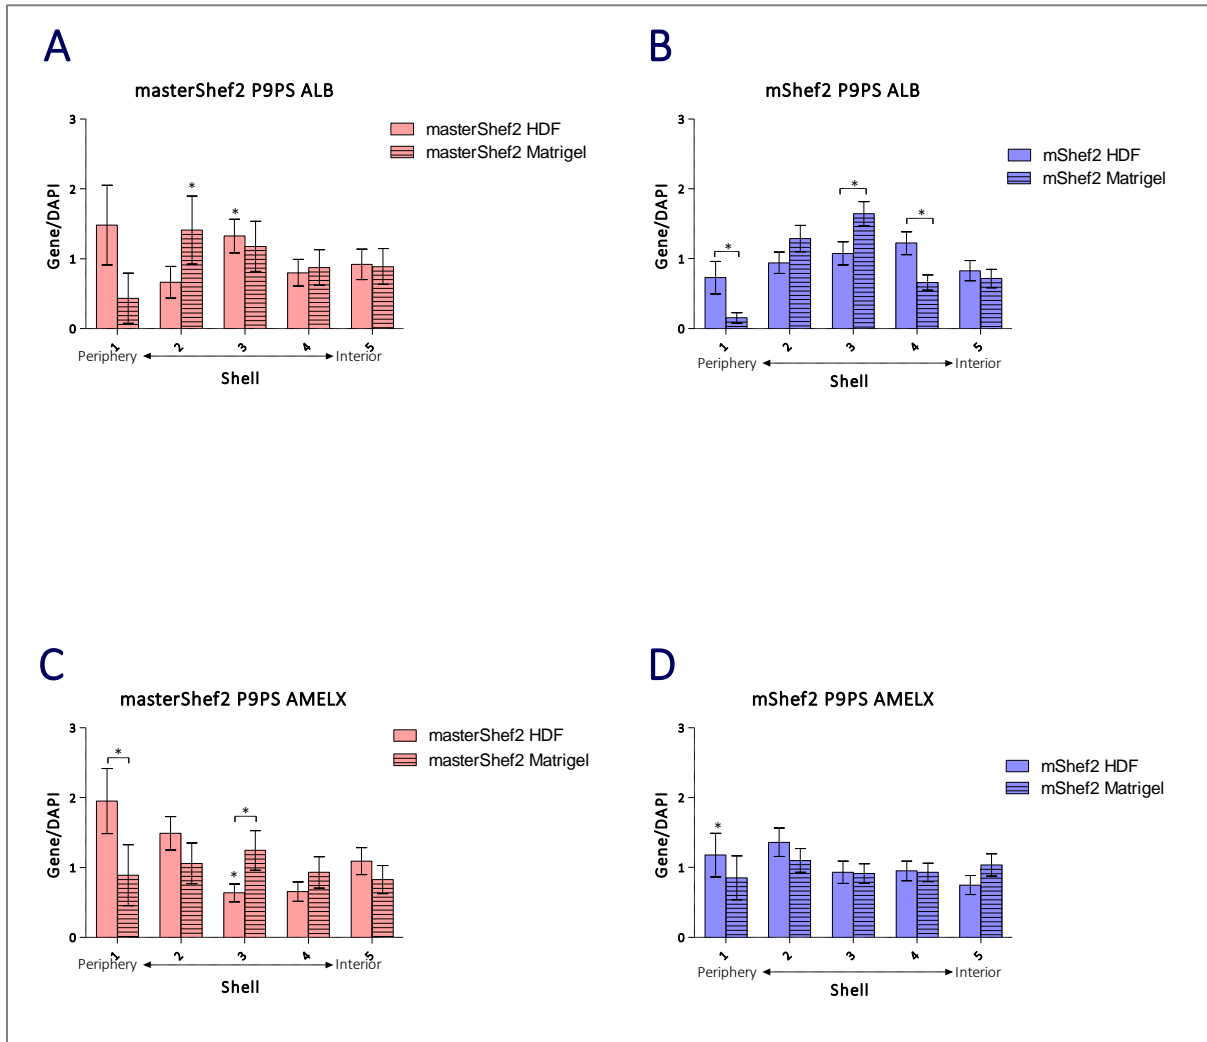 A
masterShef2 P9PS ALB
Gene/DAPI
3
2
1
0
*
*
masterShef2 HDF
masterShef2 Matrigel
1
2
3
4
5
Periphery
Interior
Shell
B
mShef2 P9PS ALB
Gene/DAPI
3
2
1
0
*
*
*
mShef2 HDF
mShef2 Matrigel
1
2
3
4
5
Periphery
Interior
Shell
C
masterShef2 P9PS AMELX
Gene/DAPI
3
2
1
0
*
*
*
masterShef2 HDF
masterShef2 Matrigel
1
2
3
4
5
Periphery
Interior
Shell
D
mShef2 P9PS AMELX
Gene/DAPI
3
2
1
0
*
mShef2 HDF
mShef2 Matrigel
1
2
3
4
5
Periphery
Interior
Shell